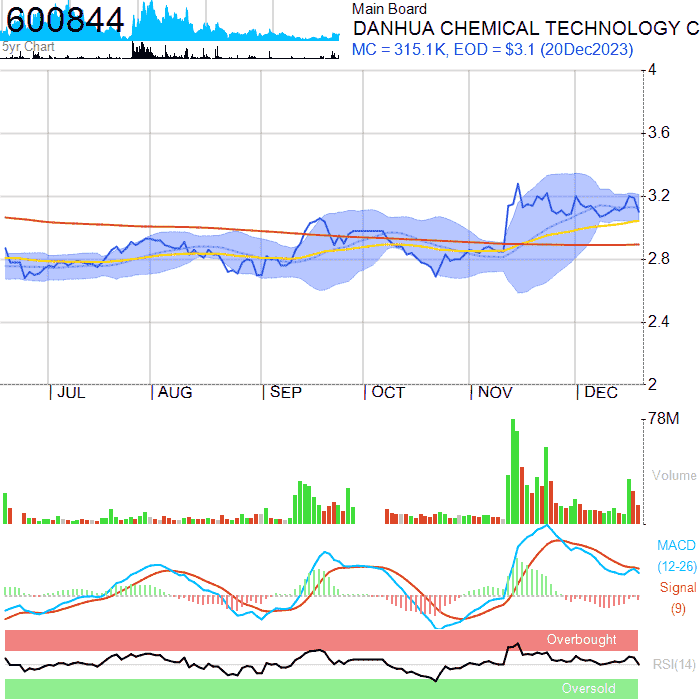 600844
5yr Chart
Main Board
DANHUA CHEMICAL TECHNOLOGY C
MC = 315.1K, EOD = $3.1 (20Dec2023)
4
3.6
3.2
2.8
2.4
2
JUL AUG SEP OCT NOV DEC
78M
Volume
MACD
(12-26)
Signal
(9)
Overbought
RSI(14)
Oversold